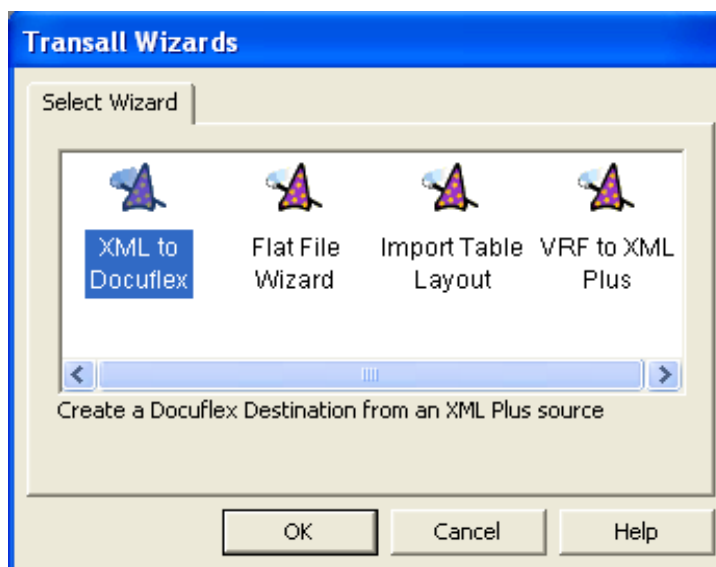 Transall Wizards
Select Wizard
XML to Docuflex
Flat File Wizard
Import Table Layout
VRF to XML Plus
Create a Docuflex Destination from an XML Plus source
OK
Cancel
Help